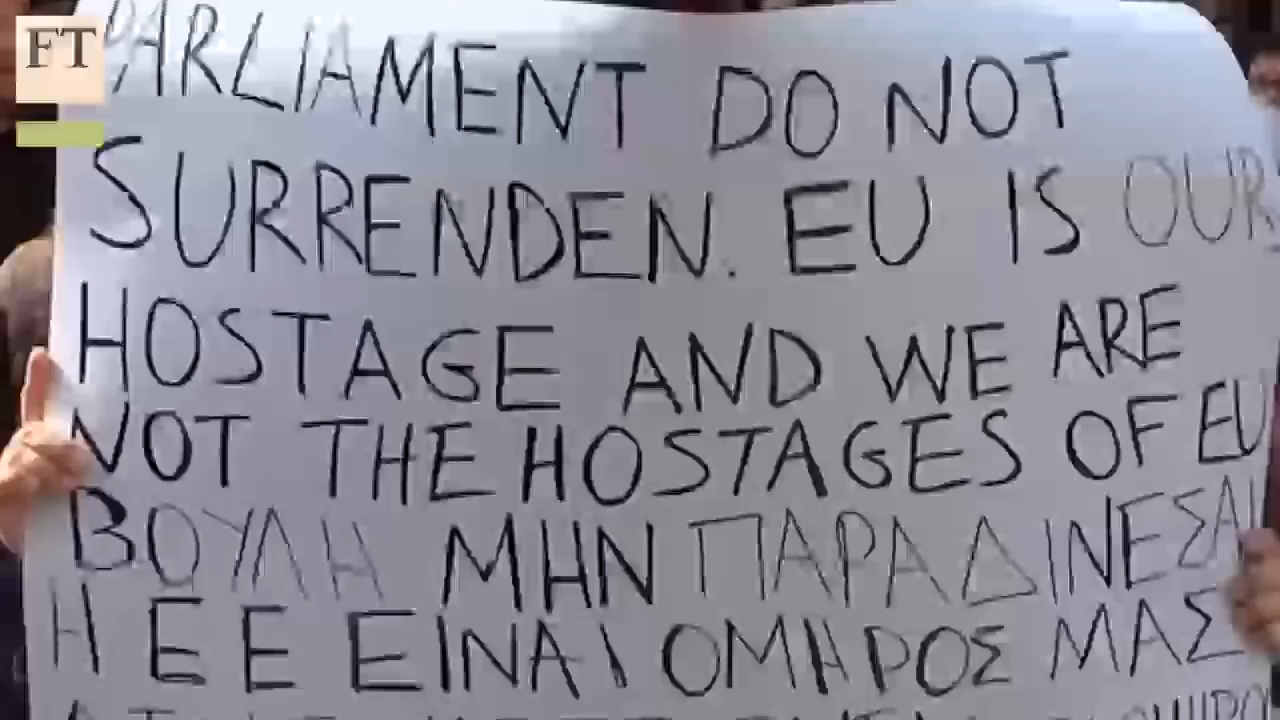 FT
PARLIAMENT DO NOT
SURRENDEN. EU IS OUR
HOSTAGE AND WE ARE
NOT THE HOSTAGES OF EU
ΒΟΥΛΗ ΜΗΝ ΠΑΡΑΔΙΝΕΣΑΙ
Η ΕΕ ΕΙΝΑΙ ΟΜΗΡΟΣ ΜΑΣ